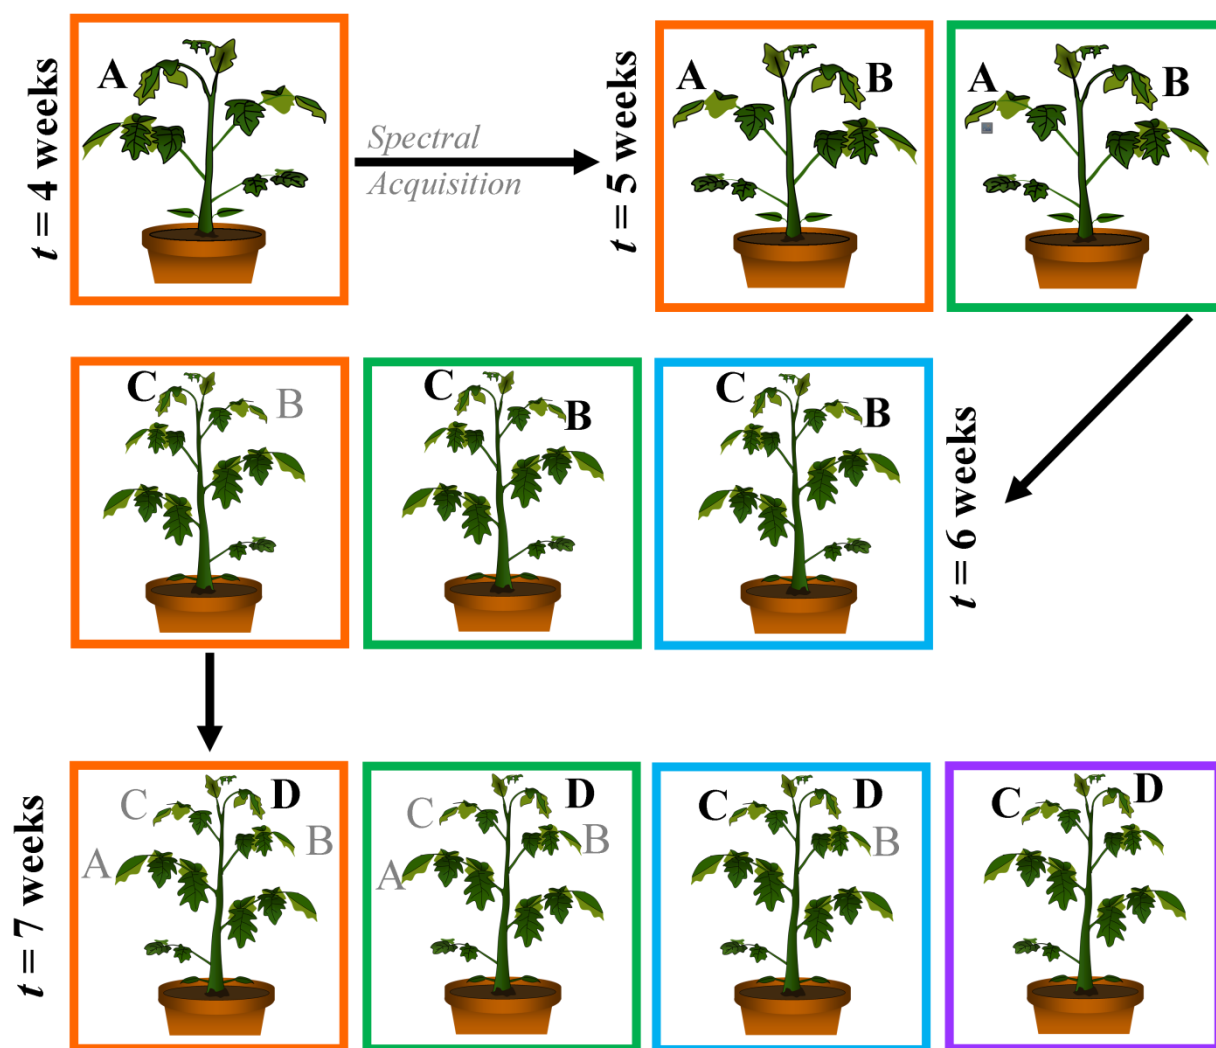 t = 4 weeks
A
Spectral
Acquisition
t = 5 weeks
A
B
A
B
C
B
C
B
C
B
t = 6 weeks
t = 7 weeks
C
D
A
B
C
D
A
B
C
D
B
C
D